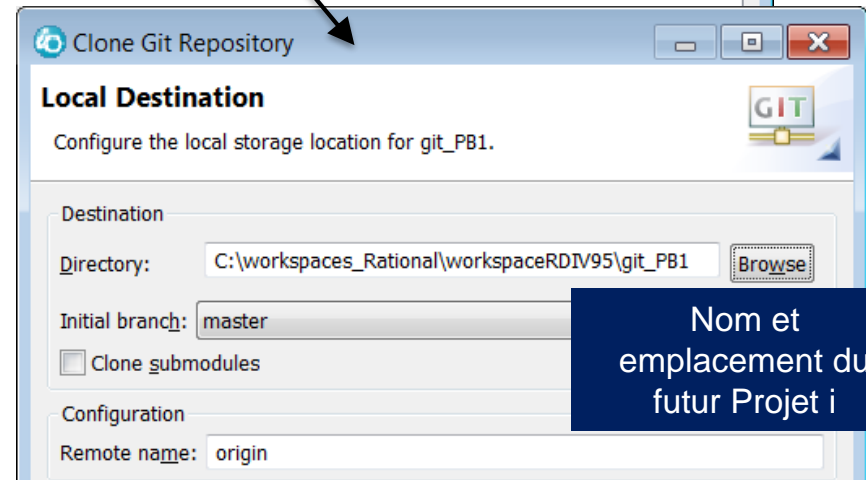 Clone Git Repository
Local Destination
GIT
Configure the local storage location for git_PB1.
Destination
Directory: C:\workspaces_Rational\workspaceRDIV95\git_PB1 Browse
Initial branch: master
Clone submodules
Nom et
emplacement du
futur Projet i
Configuration
Remote name: origin